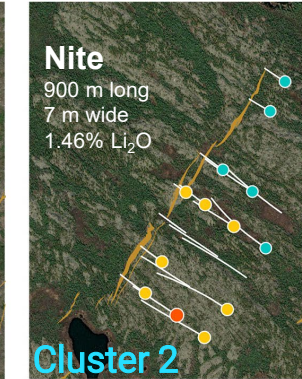 Nite
900 m long
7 m wide
1.46% Li₂O
Cluster 2